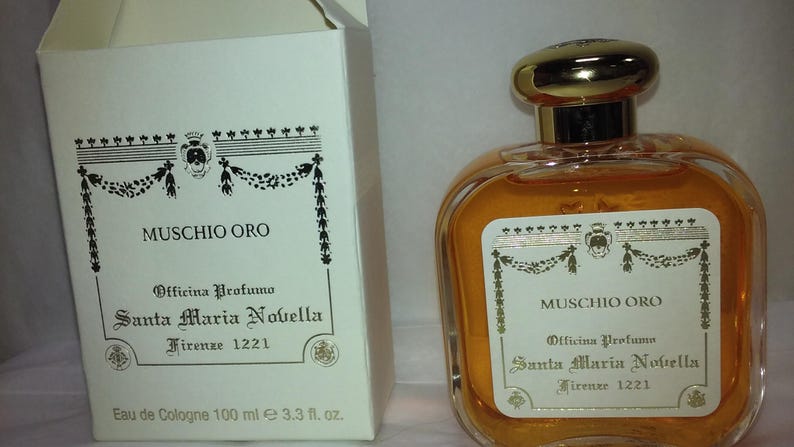 MUSCHIO ORO
Officina Profumo
Santa Maria Novella
Firenze 1221
Eau de Cologne 100 ml ℮ 3.3 fl. oz.
MUSCHIO ORO
Officina Profumo
Santa Maria Novella
Firenze 1221